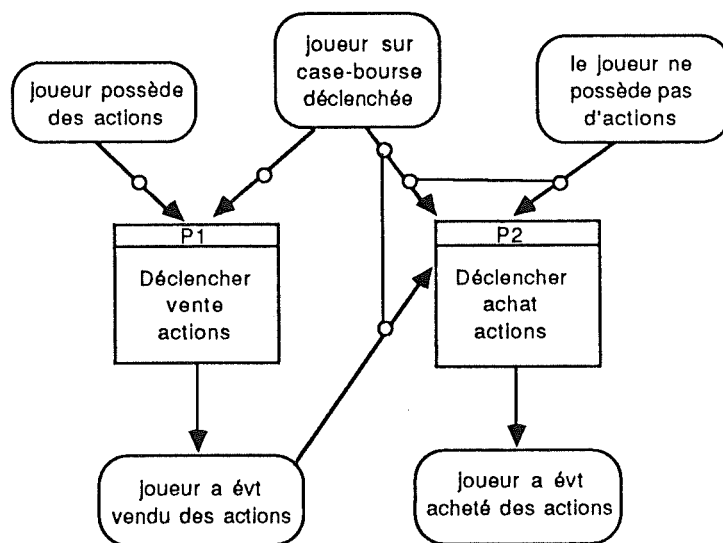 joueur possède
des actions
joueur sur
case-bourse
déclenchée
le joueur ne
possède pas
d'actions
P1
Déclencher
vente
actions
P2
Déclencher
achat
actions
joueur a évt
vendu des actions
joueur a évt
acheté des actions